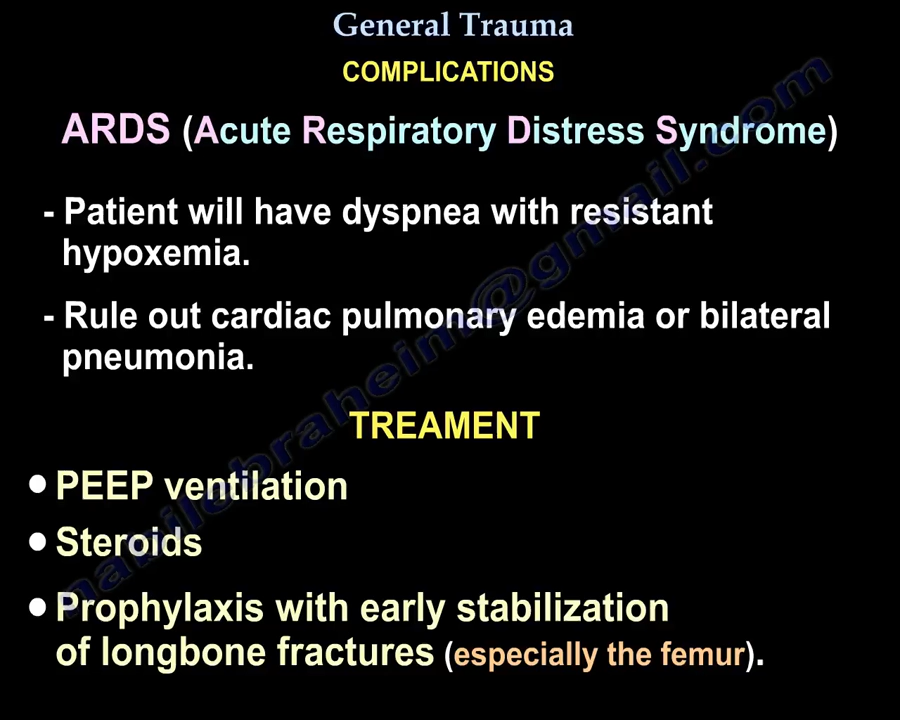 General Trauma
COMPLICATIONS
ARDS (Acute Respiratory Distress Syndrome)
- Patient will have dyspnea with resistant
hypoxemia.
- Rule out cardiac pulmonary edemia or bilateral
pneumonia.
TREAMENT
• PEEP ventilation
• Steroids
• Prophylaxis with early stabilization
of longbone fractures (especially the femur).
nabilebraheim@gmail.com